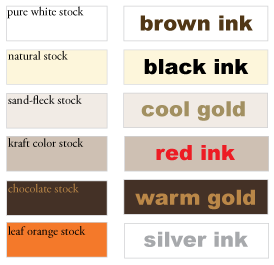 pure white stock
brown ink
natural stock
black ink
sand-fleck stock
cool gold
kraft color stock
red ink
chocolate stock
warm gold
leaf orange stock
silver ink